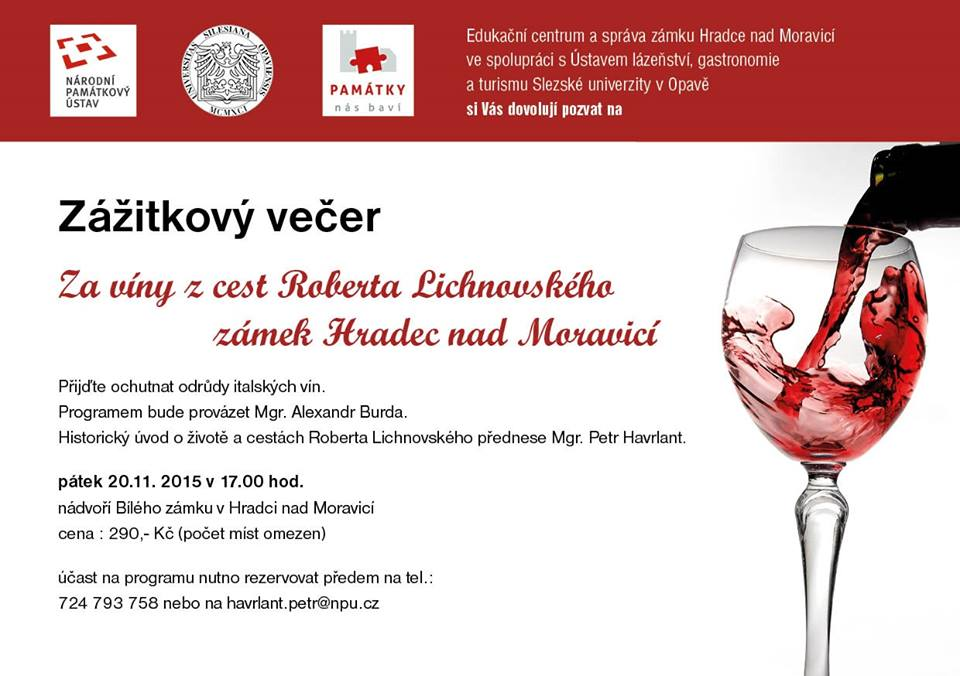 NÁRODNÍ
PAMÁTKOVÝ
ÚSTAV
UNIVERSITAS SILESIANA OPAVIENSIS
MCMXCI
PAMÁTKY
nás baví
Edukační centrum a správa zámku Hradce nad Moravicí
ve spolupráci s Ústavem lázeňství, gastronomie
a turismu Slezské univerzity v Opavě
si Vás dovolují pozvat na
Zážitkový večer
Za víny z cest Roberta Lichnovského
zámek Hradec nad Moravicí
Přijďte ochutnat odrůdy italských vín.
Programem bude provázet Mgr. Alexandr Burda.
Historický úvod o životě a cestách Roberta Lichnovského přednese Mgr. Petr Havrlant.
pátek 20.11. 2015 v 17.00 hod.
nádvoří Bílého zámku v Hradci nad Moravicí
cena : 290,- Kč (počet míst omezen)
účast na programu nutno rezervovat předem na tel.:
724 793 758 nebo na havrlant.petr@npu.cz